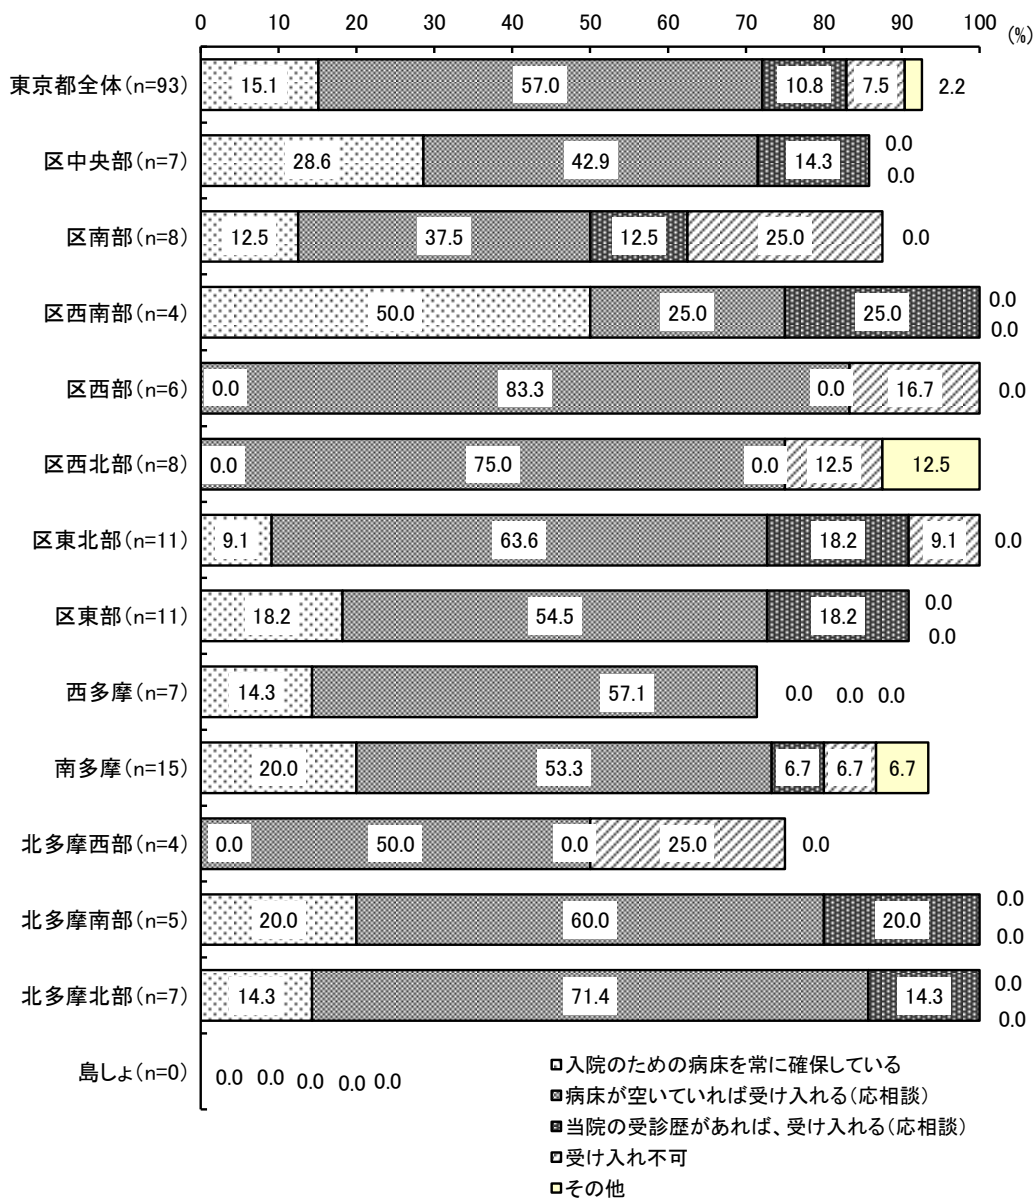 0 10 20 30 40 50 60 70 80 90 100
(%)
東京都全体(n=93) 15.1 57.0 10.8 7.5 2.2
区中央部(n=7) 28.6 42.9 14.3 0.0 0.0
区南部(n=8) 12.5 37.5 12.5 25.0 0.0
区西南部(n=4) 50.0 25.0 25.0 0.0 0.0
区西部(n=6) 0.0 83.3 0.0 16.7 0.0
区西北部(n=8) 0.0 75.0 0.0 12.5 12.5
区東北部(n=11) 9.1 63.6 18.2 9.1 0.0
区東部(n=11) 18.2 54.5 18.2 0.0 0.0
西多摩(n=7) 14.3 57.1 0.0 0.0 0.0
南多摩(n=15) 20.0 53.3 6.7 6.7 6.7
北多摩西部(n=4) 0.0 50.0 0.0 25.0 0.0
北多摩南部(n=5) 20.0 60.0 20.0 0.0 0.0
北多摩北部(n=7) 14.3 71.4 14.3 0.0 0.0
島しょ(n=0) 0.0 0.0 0.0 0.0 0.0
入院のための病床を常に確保している
病床が空いていれば受け入れる(応相談)
当院の受診歴があれば、受け入れる(応相談)
受け入れ不可
その他